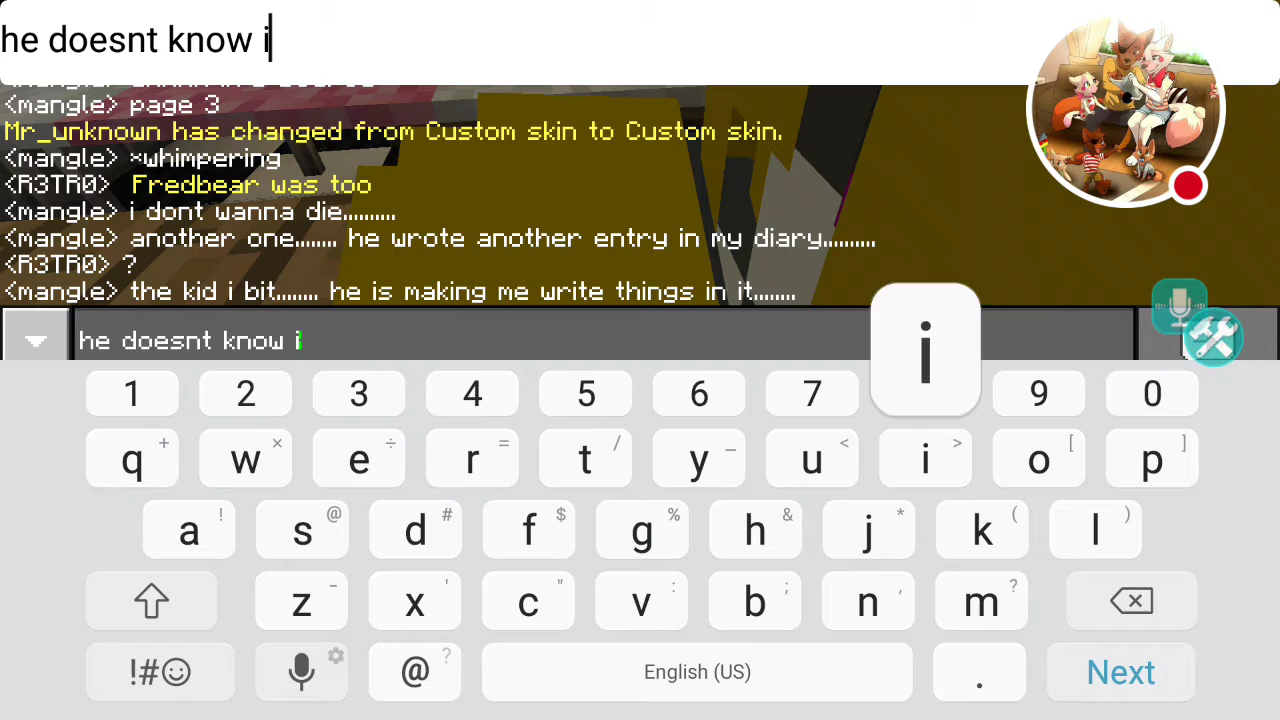 he doesnt know i
<mangle> page 3
Mr_unknown has changed from Custom skin to Custom skin.
<mangle> *whimpering
<R3TR0> Fredbear was too
<mangle> i dont wanna die..........
<mangle> another one........ he wrote another entry in my diary..........
<R3TR0> ?
<mangle> the kid i bit........ he is making me write things in it........
he doesnt know i
i
1 2 3 4 5 6 7 9 0
q + w × e ÷ r = t / y _ u < i > o [ p ]
a ! s @ d # f $ g % h & j * k ( l )
z - x ' c " v : b ; n , m ?
!#☺ @ ? English (US) . Next